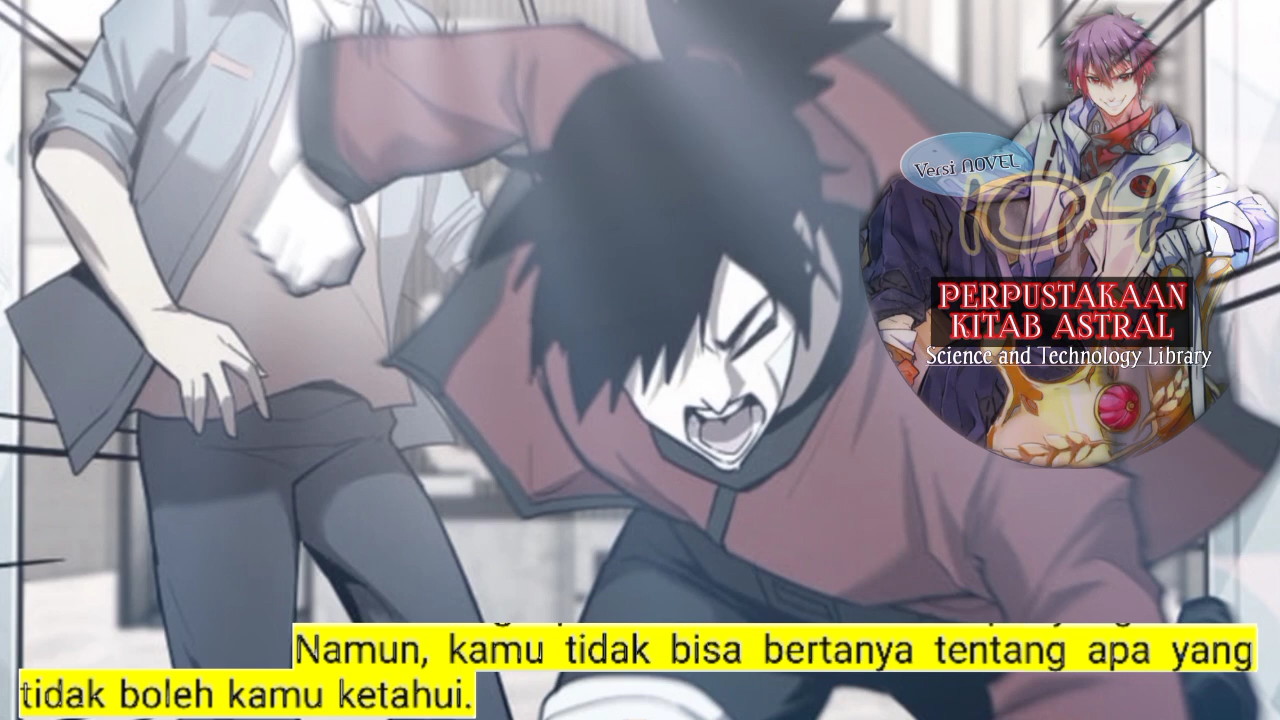 Versi NOVEL
104
PERPUSTAKAAN
KITAB ASTRAL
Science and Technology Library
Namun, kamu tidak bisa bertanya tentang apa yang
tidak boleh kamu ketahui.